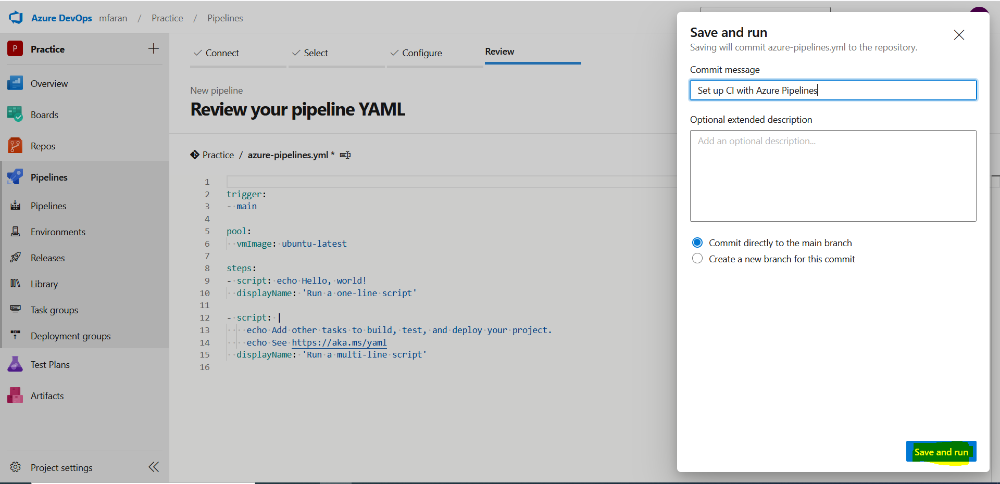 Azure DevOps mfaran / Practice / Pipelines
P Practice
Overview
Boards
Repos
Pipelines
Pipelines
Environments
Releases
Library
Task groups
Deployment groups
Test Plans
Artifacts
Project settings
Connect
Select
Configure
Review
New pipeline
Review your pipeline YAML
Practice / azure-pipelines.yml *
1
2 trigger:
3 - main
4
5 pool:
6 vmImage: ubuntu-latest
7
8 steps:
9 - script: echo Hello, world!
10 displayName: 'Run a one-line script'
11
12 - script: |
13 echo Add other tasks to build, test, and deploy your project.
14 echo See https://aka.ms/yaml
15 displayName: 'Run a multi-line script'
16
Save and run
Saving will commit azure-pipelines.yml to the repository.
Commit message
Set up CI with Azure Pipelines
Optional extended description
Add an optional description...
Commit directly to the main branch
Create a new branch for this commit
Save and run